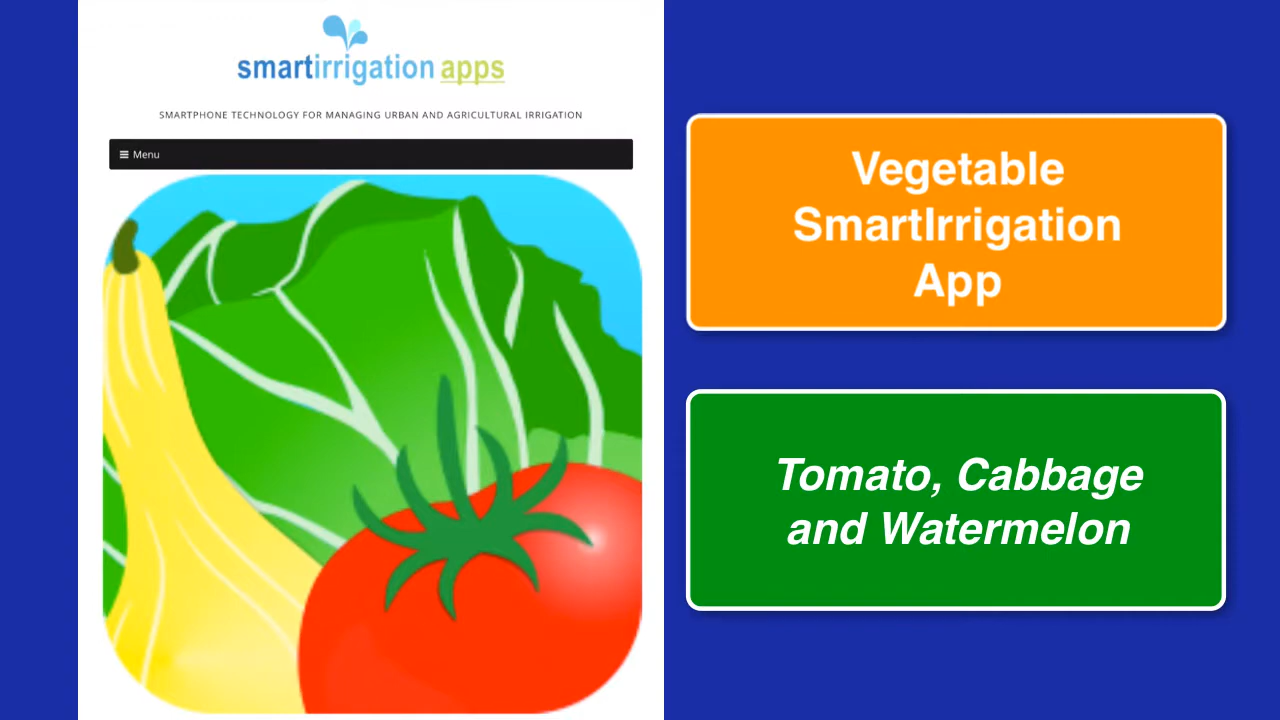 smartirrigation apps
SMARTPHONE TECHNOLOGY FOR MANAGING URBAN AND AGRICULTURAL IRRIGATION
Menu
Vegetable
SmartIrrigation
App
Tomato, Cabbage
and Watermelon